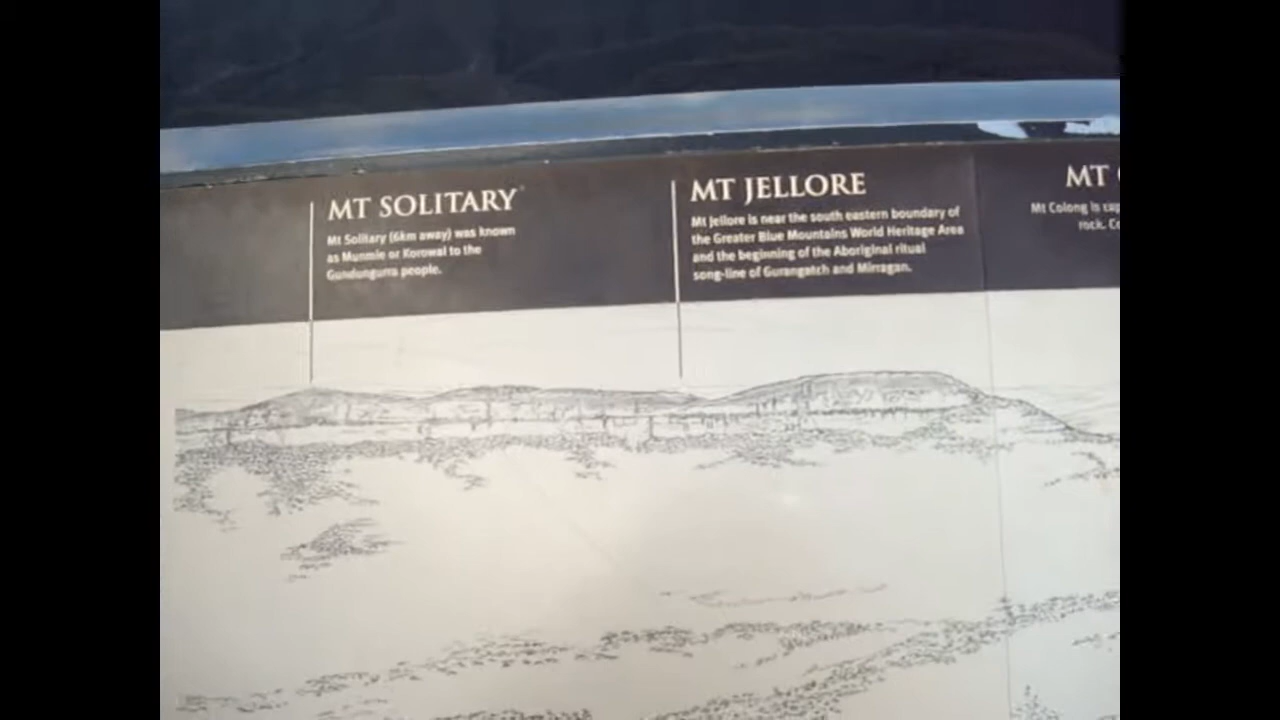 MT SOLITARY
Mt Solitary (6km away) was known
as Munmie or Korowal to the
Gundungurra people.
MT JELLORE
Mt Jellore is near the south eastern boundary of
the Greater Blue Mountains World Heritage Area
and the beginning of the Aboriginal ritual
song-line of Gurangatch and Mirragan.
MT
Mt Colong is
rock.